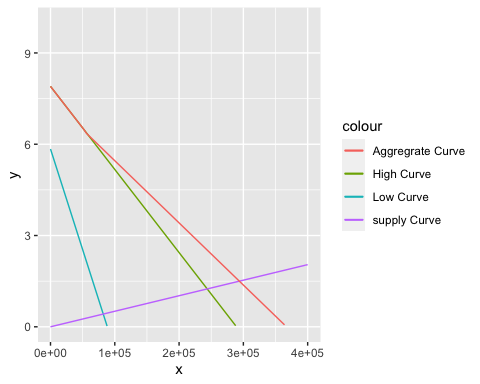 9
6
3
0
y
0e+00 1e+05 2e+05 3e+05 4e+05
x
colour
Aggregrate Curve
High Curve
Low Curve
supply Curve